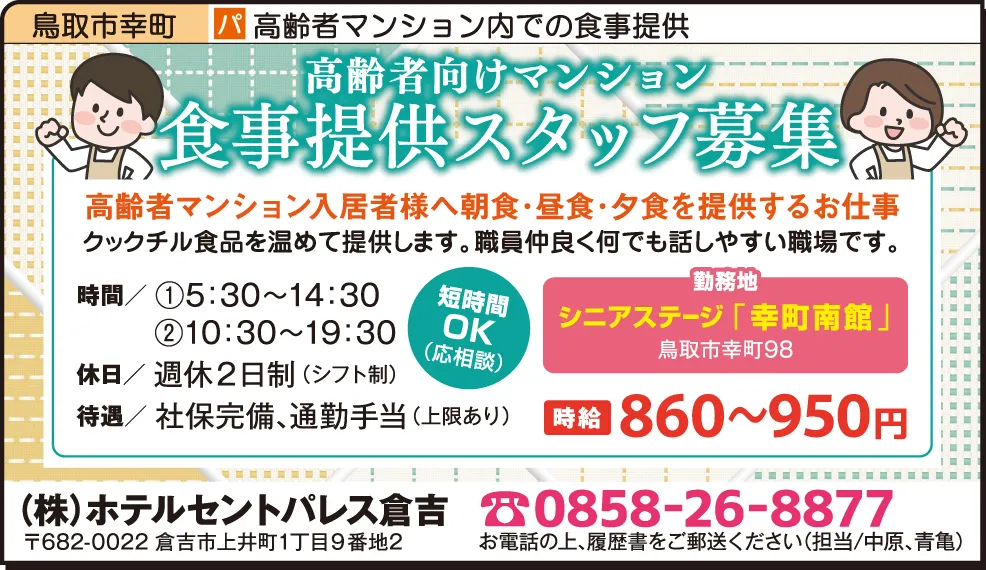 鳥取市幸町 パ 高齢者マンション内での食事提供
高齢者向けマンション
食事提供スタッフ募集
高齢者マンション入居者様へ朝食・昼食・夕食を提供するお仕事
クックチル食品を温めて提供します。職員仲良く何でも話しやすい職場です。
時間／ ①5：30～14：30
②10：30～19：30
休日／ 週休2日制（シフト制）
待遇／ 社保完備、通勤手当（上限あり）
短時間
OK
（応相談）
勤務地
シニアステージ「幸町南館」
鳥取市幸町98
時給 860～950円
（株）ホテルセントパレス倉吉
〒682-0022 倉吉市上井町1丁目9番地2
☎0858-26-8877
お電話の上、履歴書をご郵送ください（担当/中原、青亀）